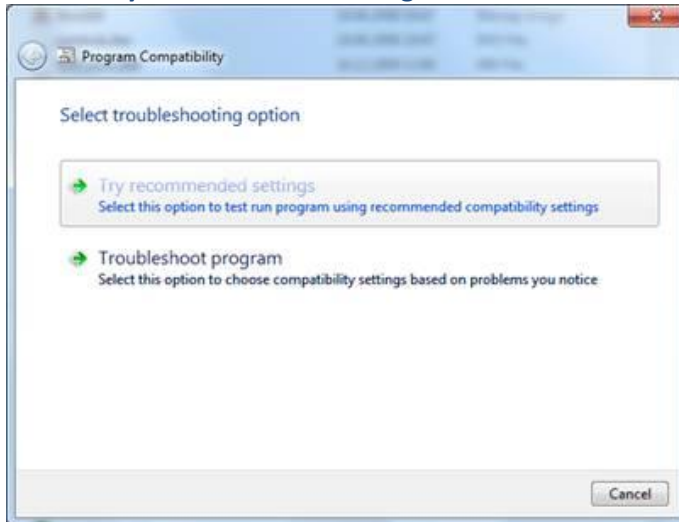 Program Compatibility
Select troubleshooting option
Try recommended settings
Select this option to test run program using recommended compatibility settings
Troubleshoot program
Select this option to choose compatibility settings based on problems you notice
Cancel